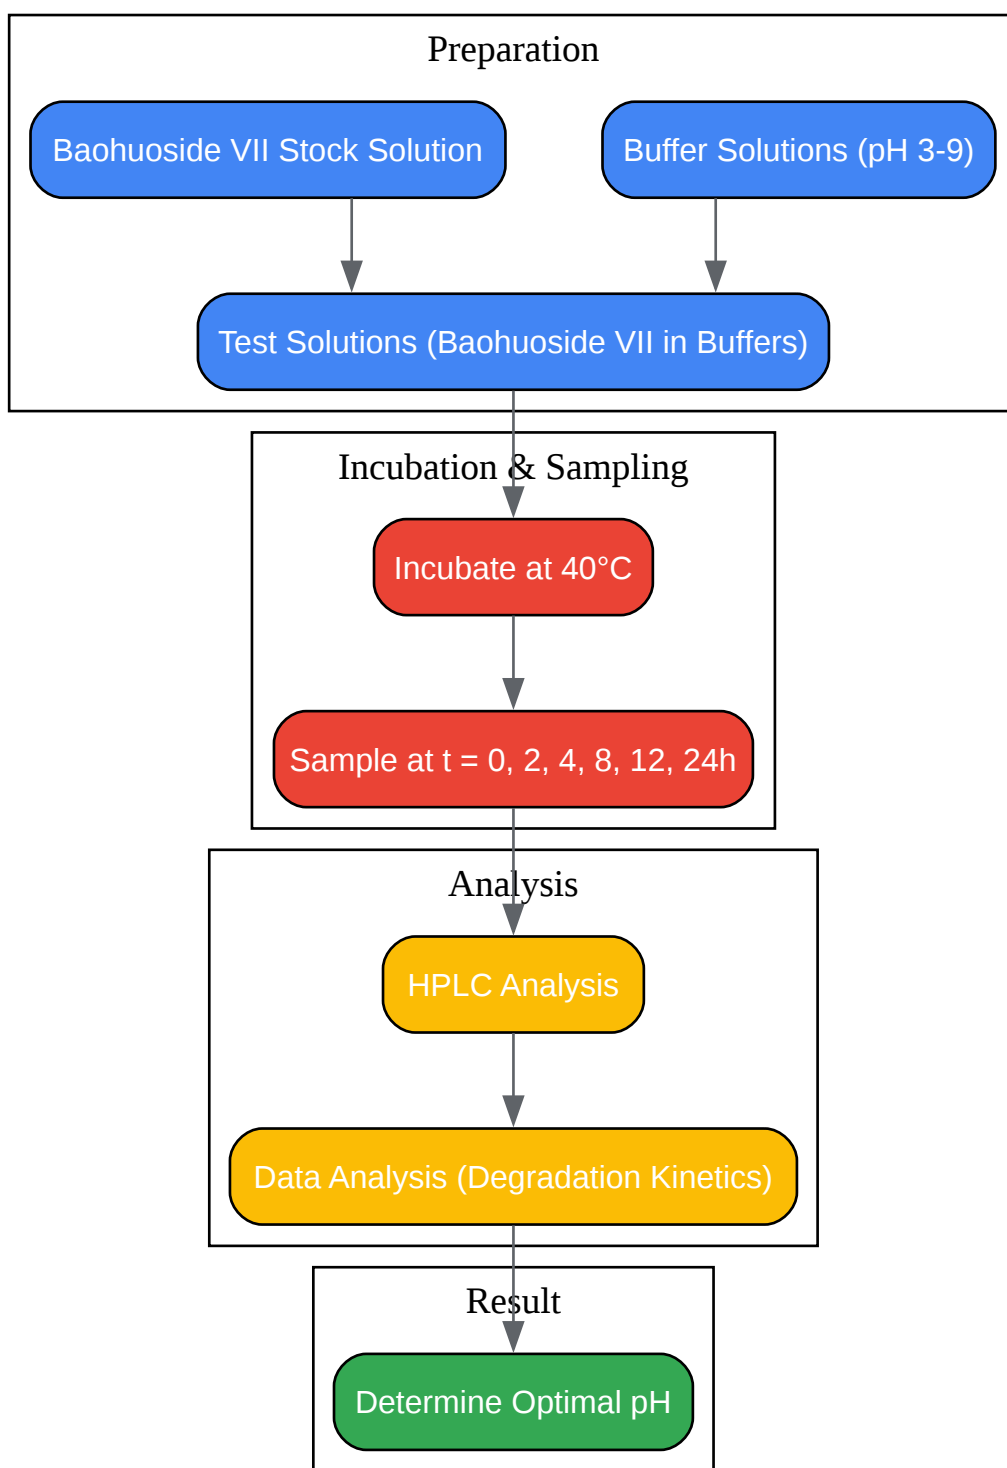 Preparation
Baohuoside VII Stock Solution
Buffer Solutions (pH 3-9)
Test Solutions (Baohuoside VII in Buffers)
Incubation & Sampling
Incubate at 40°C
Sample at t = 0, 2, 4, 8, 12, 24h
Analysis
HPLC Analysis
Data Analysis (Degradation Kinetics)
Result
Determine Optimal pH